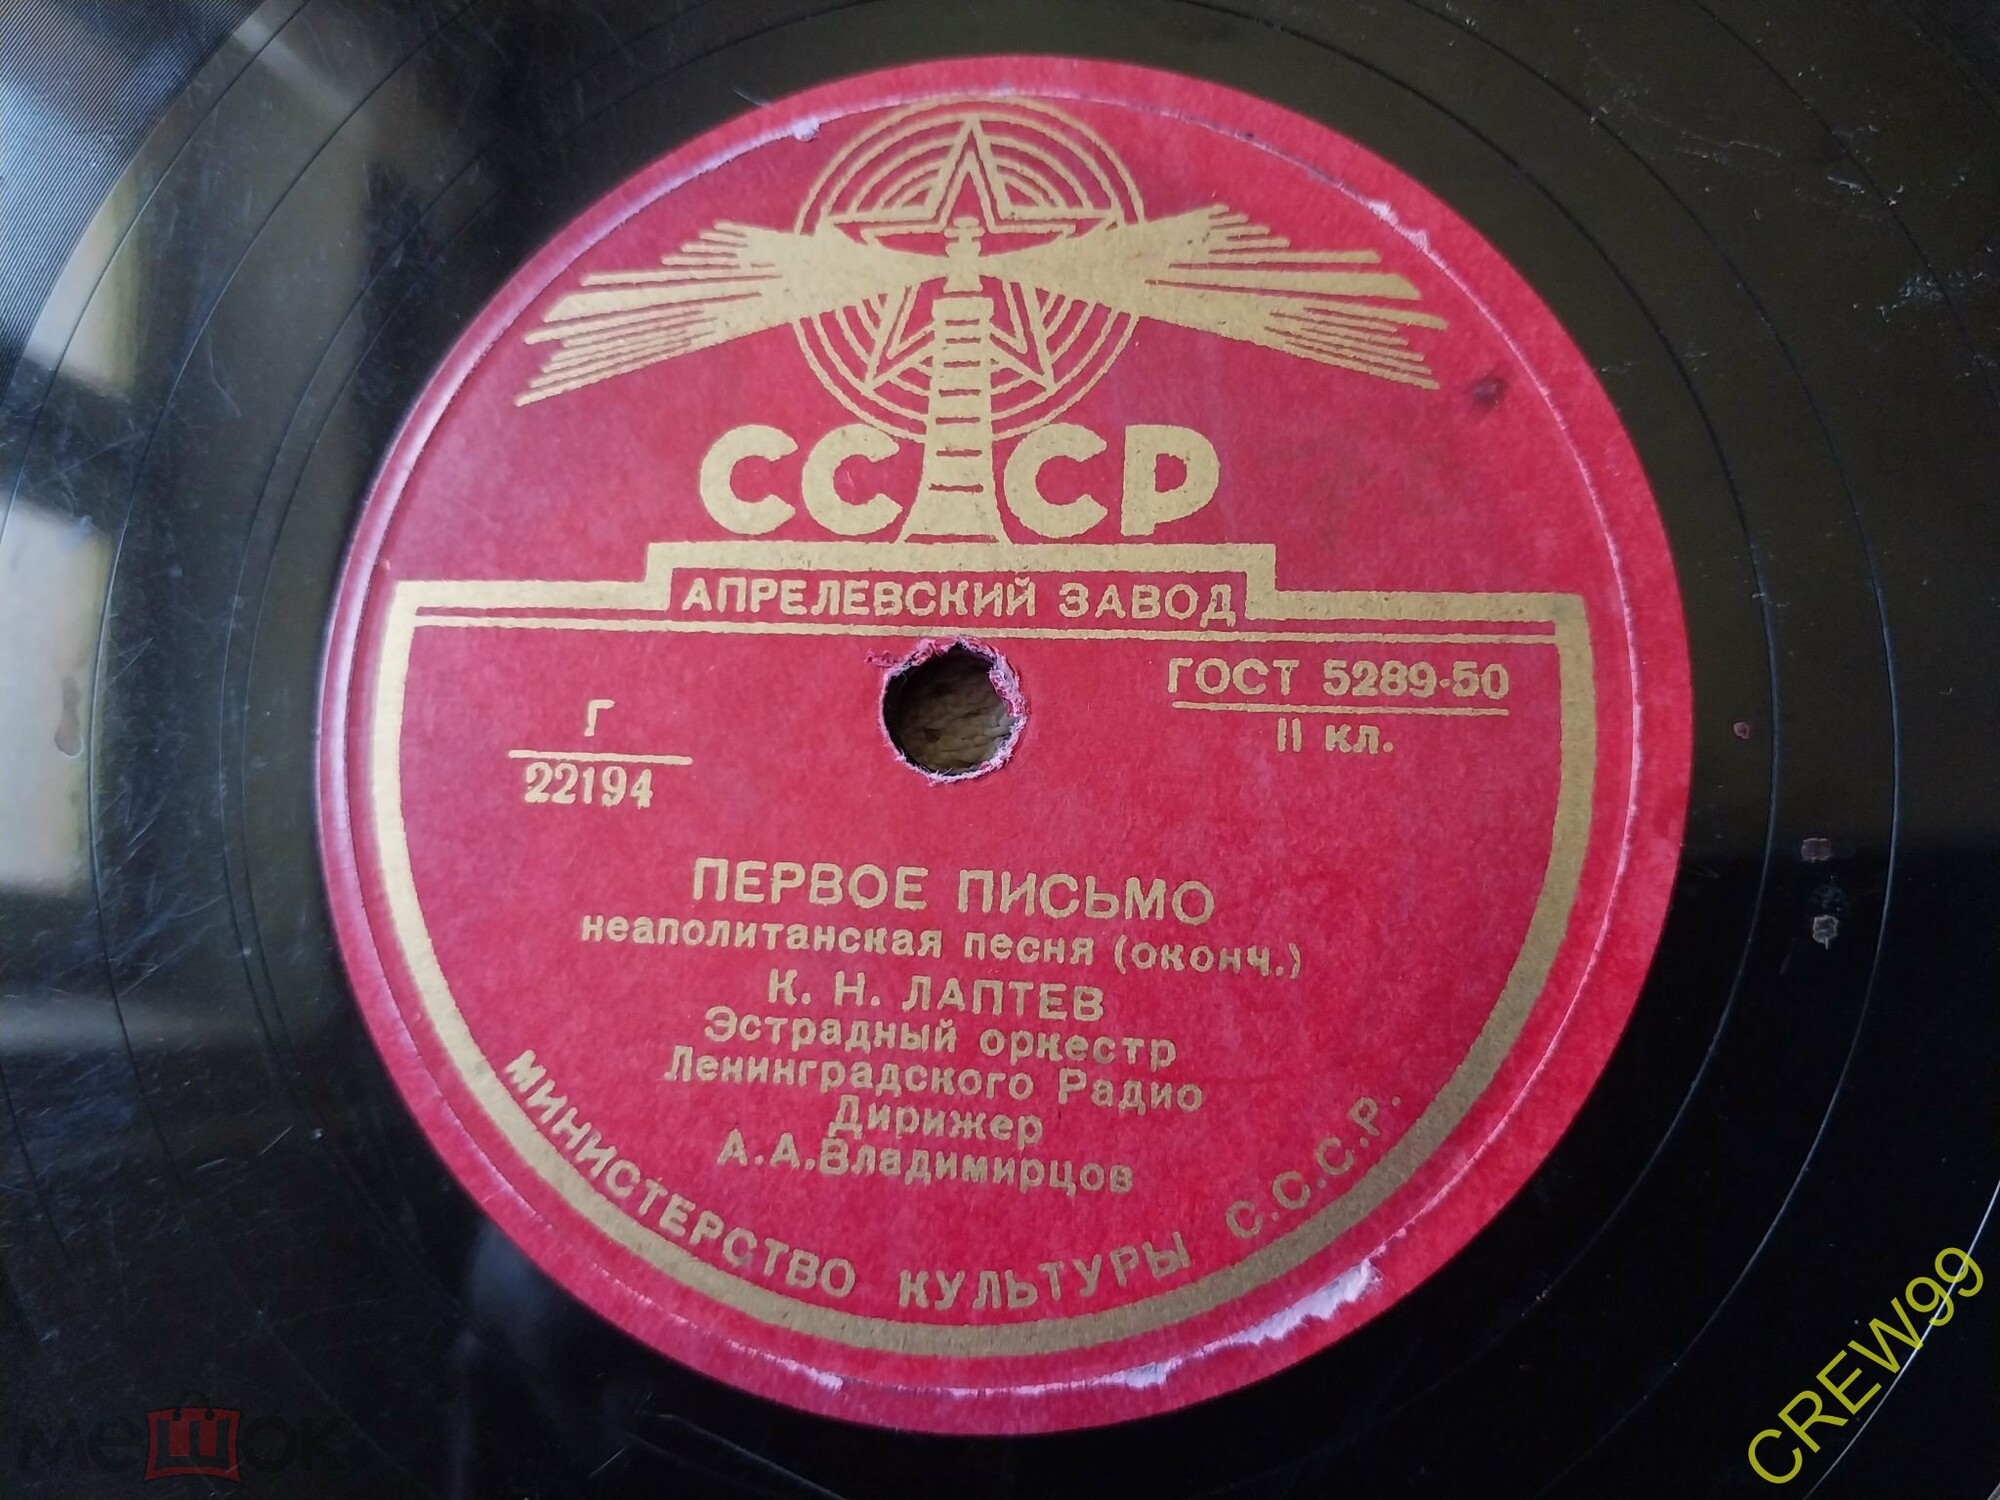 СССР
АПРЕЛЕВСКИЙ ЗАВОД
ГОСТ 5289-50
II кл.
Г
22194
ПЕРВОЕ ПИСЬМО
неаполитанская песня (оконч.)
К. Н. ЛАПТЕВ
Эстрадный оркестр
Ленинградского Радио
Дирижер
А.А.Владимирцов
МИНИСТЕРСТВО КУЛЬТУРЫ С.С.С.Р.
мешок
CREW99